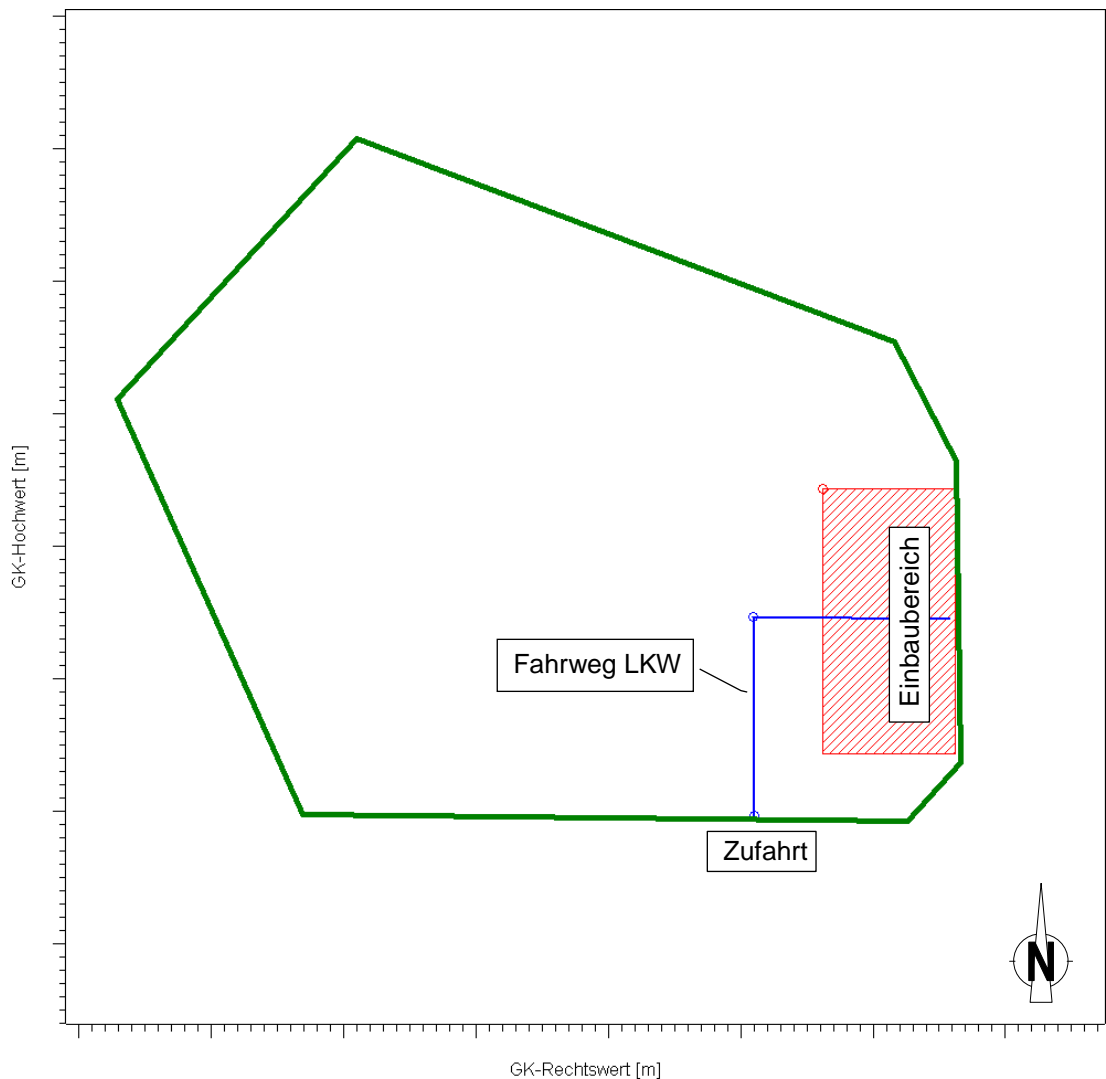 GK-Hochwert [m]
Einbaubereich
Fahrweg LKW
Zufahrt
N
GK-Rechtswert [m]